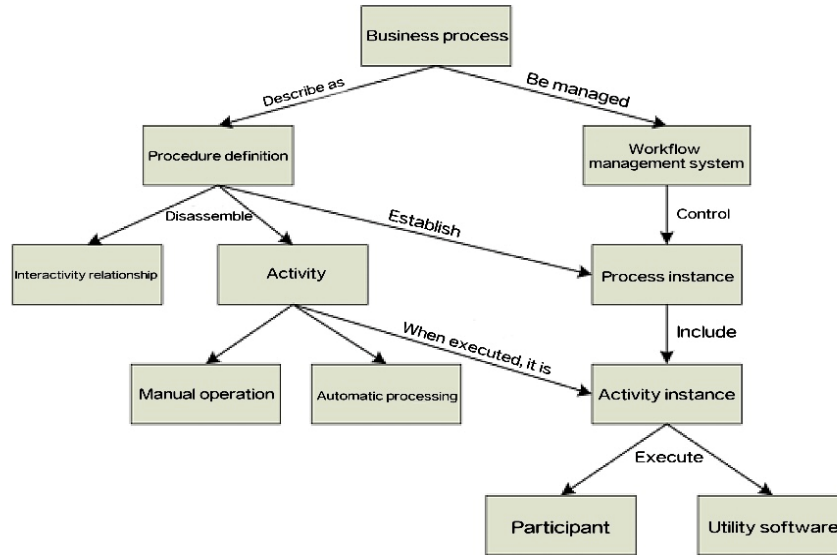 Business process
Describe as
Be managed
Procedure definition
Workflow
management system
Disassemble
Establish
Control
Interactivity relationship
Activity
Process instance
When executed, it is
Include
Manual operation
Automatic processing
Activity instance
Execute
Participant
Utility software